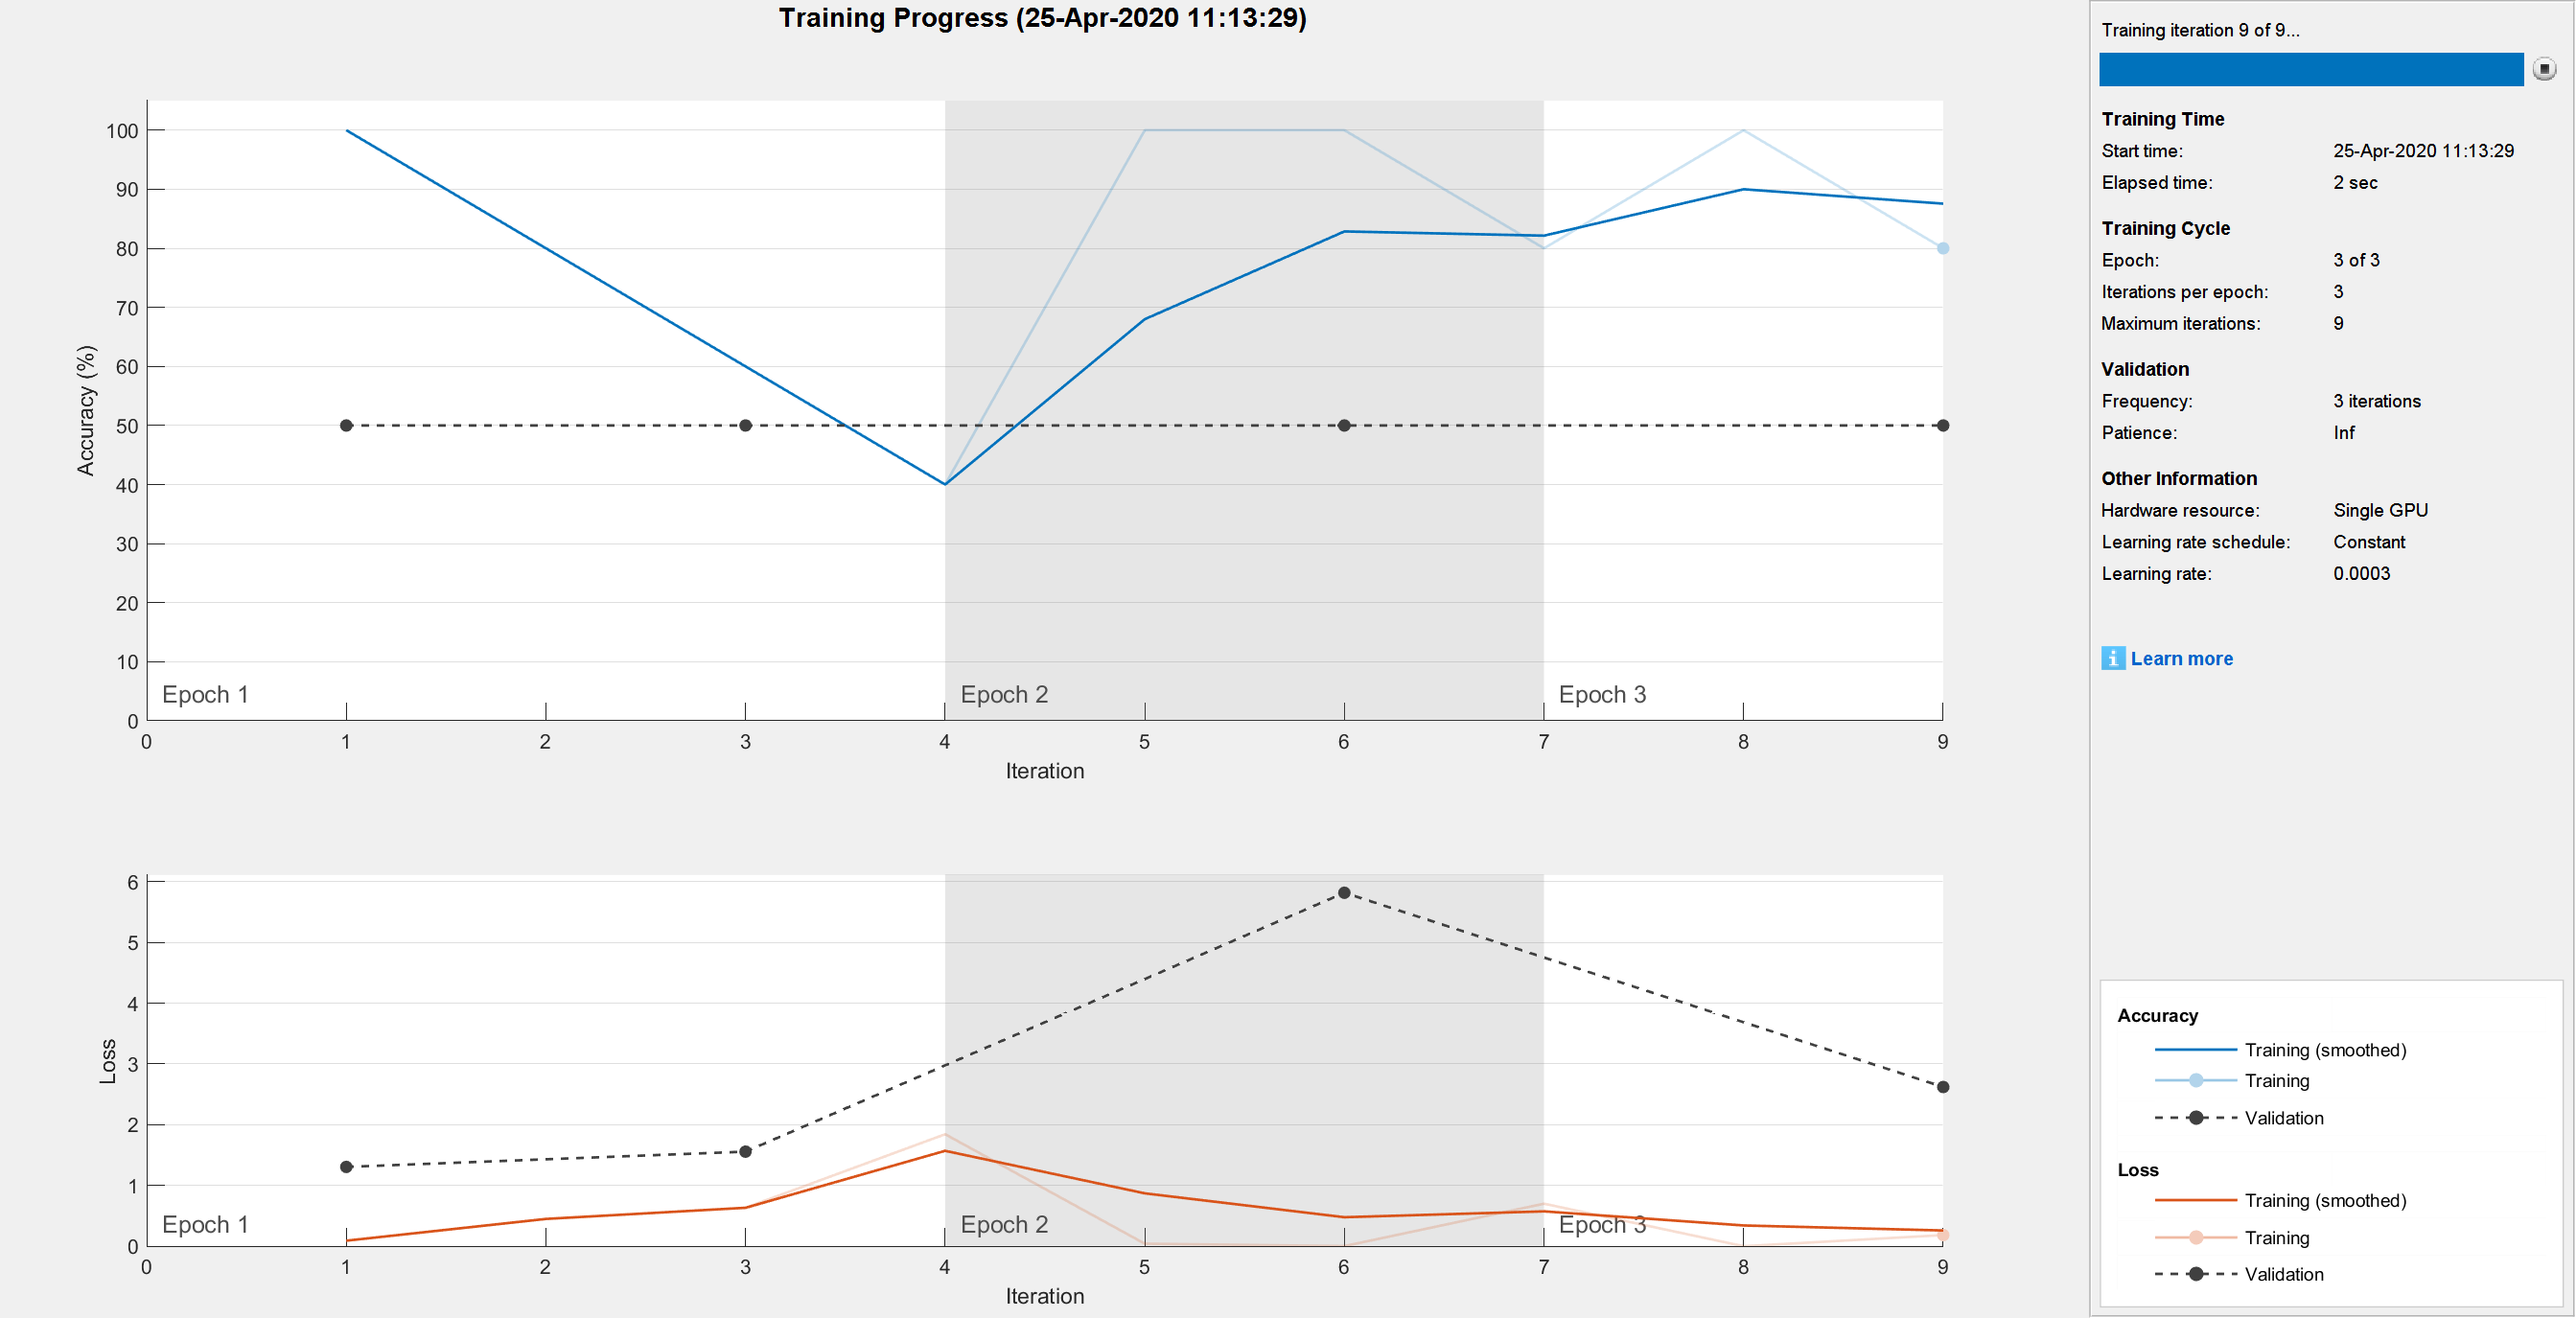 Training Progress (25-Apr-2020 11:13:29)
100
90
80
70
60
50
40
30
20
10
0
Accuracy (%)
Epoch 1
Epoch 2
Epoch 3
0 1 2 3 4 5 6 7 8 9
Iteration
6
5
4
3
2
1
0
Loss
Epoch 1
Epoch 2
Epoch 3
0 1 2 3 4 5 6 7 8 9
Iteration
Training iteration 9 of 9...
Training Time
Start time: 25-Apr-2020 11:13:29
Elapsed time: 2 sec
Training Cycle
Epoch: 3 of 3
Iterations per epoch: 3
Maximum iterations: 9
Validation
Frequency: 3 iterations
Patience: Inf
Other Information
Hardware resource: Single GPU
Learning rate schedule: Constant
Learning rate: 0.0003
i Learn more
Accuracy
Training (smoothed)
Training
Validation
Loss
Training (smoothed)
Training
Validation